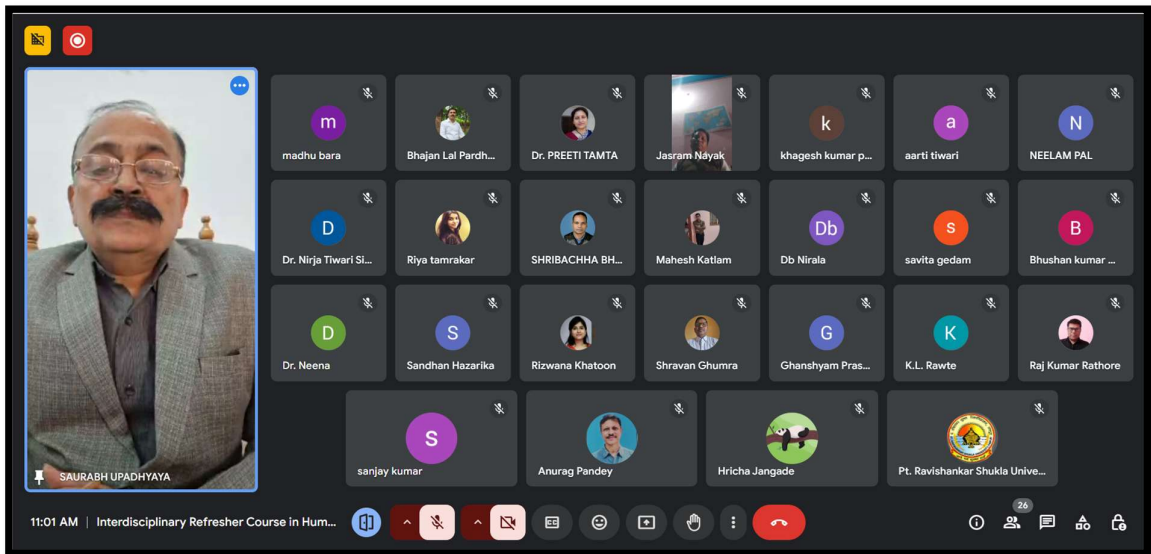 m
madhu bara
Bhajan Lal Pardh...
Dr. PREETI TAMTA
Jasram Nayak
k
khagesh kumar p...
a
aarti tiwari
N
NEELAM PAL
D
Dr. Nirja Tiwari Si...
Riya tamrakar
SHRIBACHHA BH...
Mahesh Katlam
Db
Db Nirala
s
savita gedam
B
Bhushan kumar ...
D
Dr. Neena
S
Sandhan Hazarika
Rizwana Khatoon
Shravan Ghumra
G
Ghanshyam Pras...
K
K.L. Rawte
Raj Kumar Rathore
S
sanjay kumar
Anurag Pandey
Hricha Jangade
Pt. Ravishankar Shukla Unive...
SAURABH UPADHYAYA
11:01 AM | Interdisciplinary Refresher Course in Hum...
CC
26